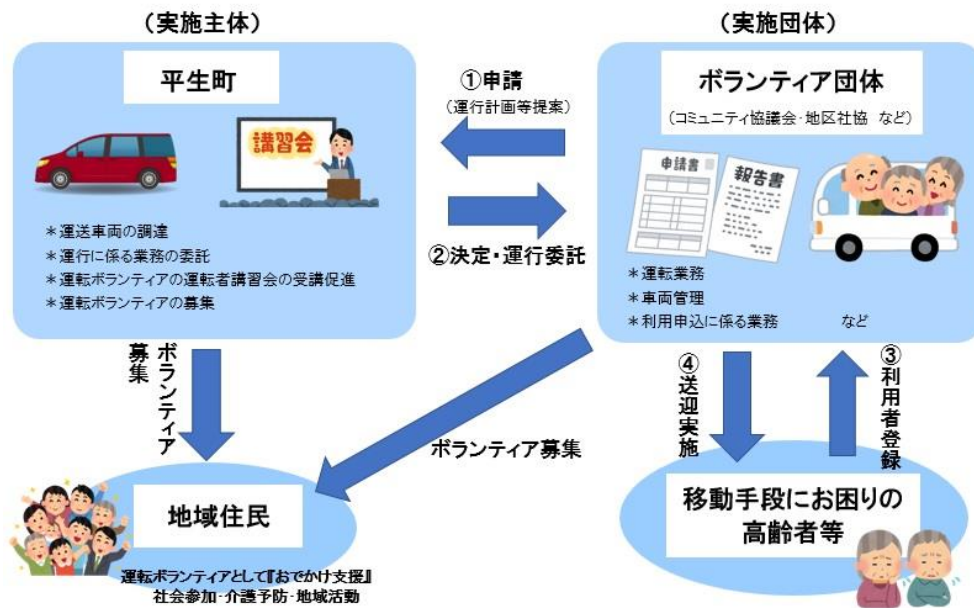 （実施主体）
平生町
講習会
＊運送車両の調達
＊運行に係る業務の委託
＊運転ボランティアの運転者講習会の受講促進
＊運転ボランティアの募集
①申請
（運行計画等提案）
②決定・運行委託
（実施団体）
ボランティア団体
（コミュニティ協議会・地区社協　など）
申請書
報告書
＊運転業務
＊車両管理
＊利用申込に係る業務　　　など
ボランティア
募集
ボランティア募集
④送迎実施
③利用者登録
地域住民
運転ボランティアとして『おでかけ支援』
社会参加・介護予防・地域活動
移動手段にお困りの
高齢者等